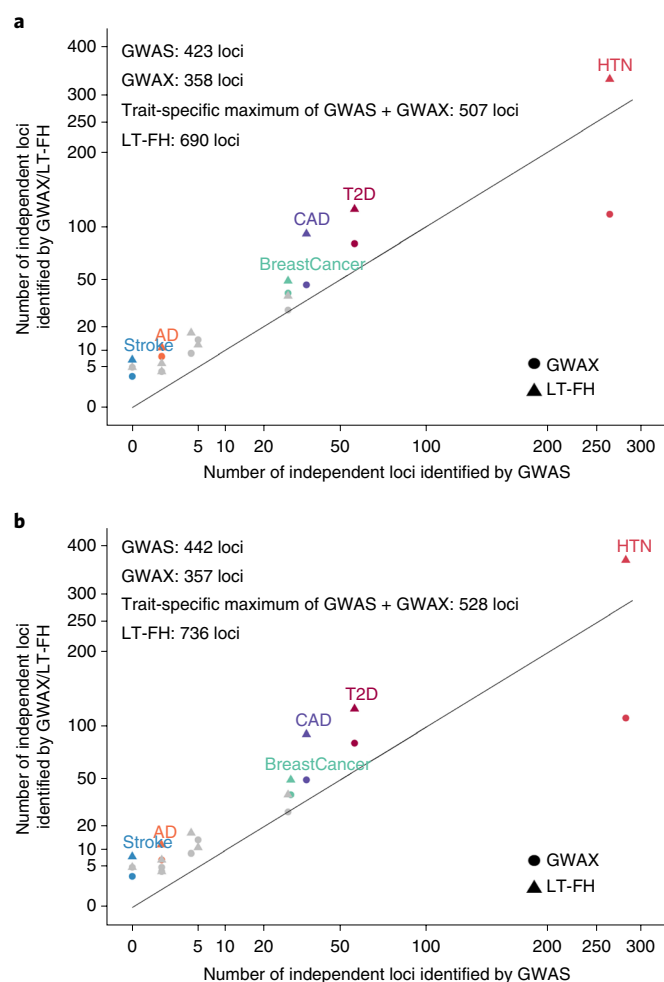 a
Number of independent loci
identified by GWAX/LT-FH
400
300
250
200
100
50
20
10
5
0
GWAS: 423 loci
GWAX: 358 loci
Trait-specific maximum of GWAS + GWAX: 507 loci
LT-FH: 690 loci
HTN
T2D
CAD
BreastCancer
AD
Stroke
GWAX
LT-FH
0 5 10 20 50 100 200 250 300
Number of independent loci identified by GWAS
b
Number of independent loci
identified by GWAX/LT-FH
400
300
250
200
100
50
20
10
5
0
GWAS: 442 loci
GWAX: 357 loci
Trait-specific maximum of GWAS + GWAX: 528 loci
LT-FH: 736 loci
HTN
T2D
CAD
BreastCancer
AD
Stroke
GWAX
LT-FH
0 5 10 20 50 100 200 250 300
Number of independent loci identified by GWAS